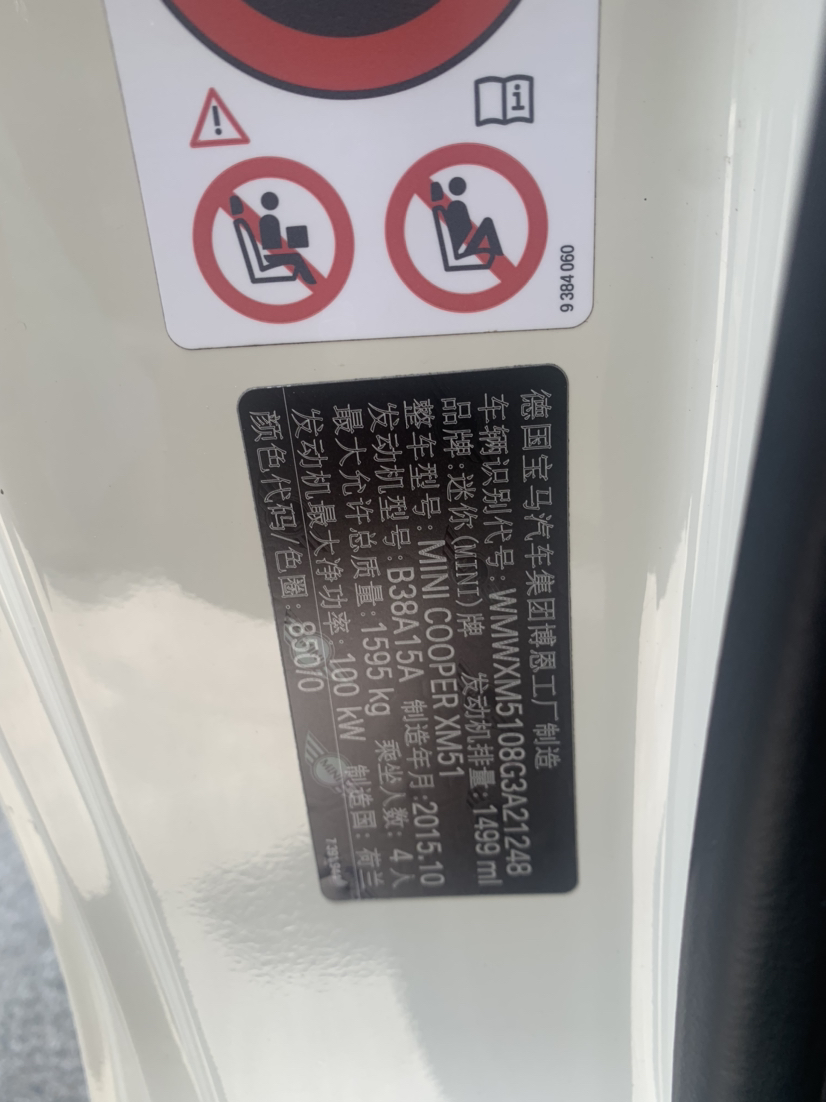 9 384 060
德国宝马汽车集团博恩工厂制造
车辆识别代号:WMWXM5108G3A21248
品牌:迷你(MINI)牌 发动机排量:1499 ml
整车型号:MINI COOPER XM51
发动机型号:B38A15A 制造年月:2015.10
最大允许总质量:1595 kg 乘坐人数:4人
发动机最大净功率:100 kW 制造国:荷兰
颜色代码/色圈:850/0
MINI